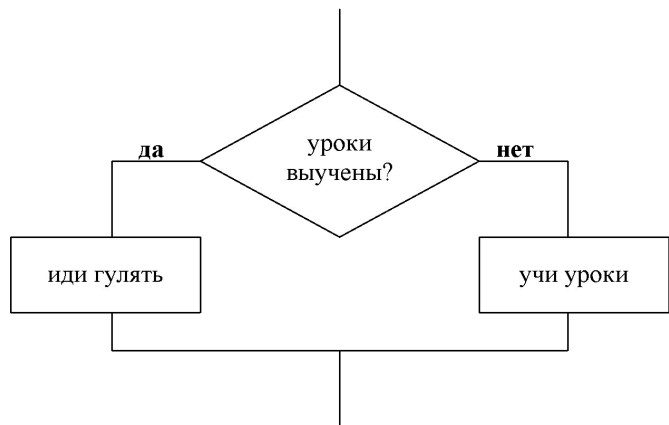 уроки
выучены?
да
нет
иди гулять
учи уроки